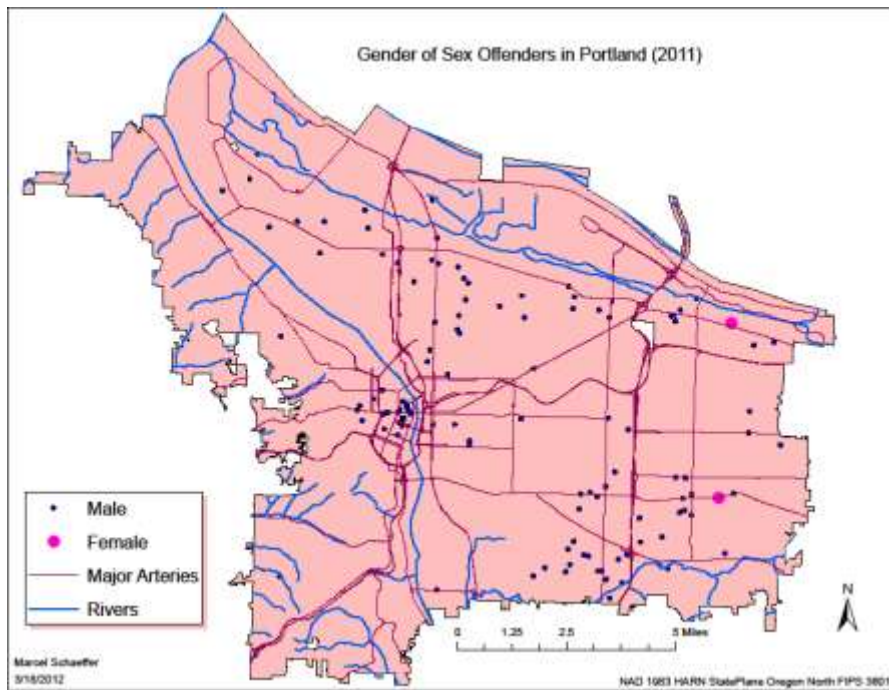 Gender of Sex Offenders in Portland (2011)
Male
Female
Major Arteries
Rivers
N
0 1.25 2.5 5 Miles
Marcel Schaeffer
3/18/2012
NAD 1983 HARN StatePlane Oregon North FIPS 3601